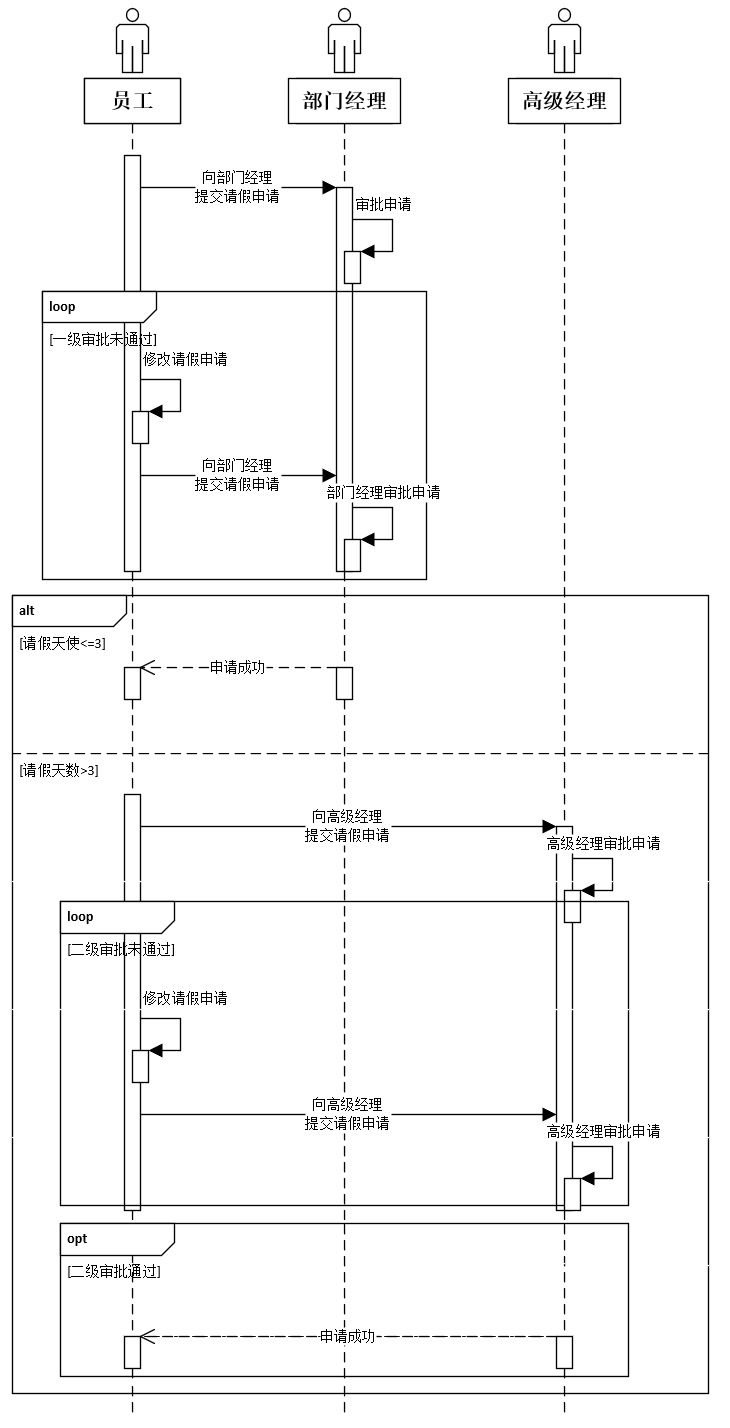 员工
部门经理
高级经理
向部门经理
提交请假申请
审批申请
loop
[一级审批未通过]
修改请假申请
向部门经理
提交请假申请
部门经理审批申请
alt
[请假天使<=3]
申请成功
[请假天数>3]
向高级经理
提交请假申请
高级经理审批申请
loop
[二级审批未通过]
修改请假申请
向高级经理
提交请假申请
高级经理审批申请
opt
[二级审批通过]
申请成功